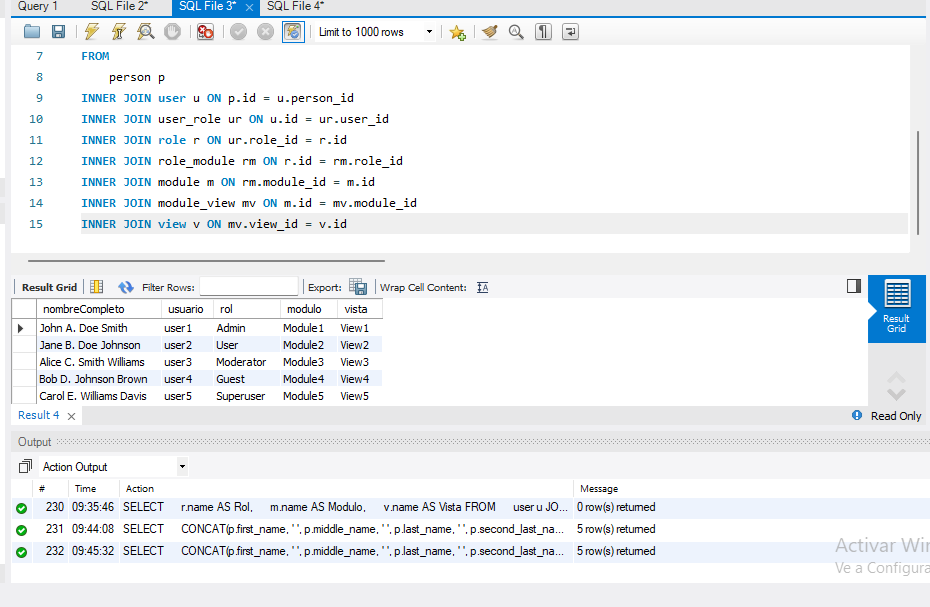 Query 1 SQL File 2* SQL File 3* SQL File 4*
Limit to 1000 rows
7 FROM
8 person p
9 INNER JOIN user u ON p.id = u.person_id
10 INNER JOIN user_role ur ON u.id = ur.user_id
11 INNER JOIN role r ON ur.role_id = r.id
12 INNER JOIN role_module rm ON r.id = rm.role_id
13 INNER JOIN module m ON rm.module_id = m.id
14 INNER JOIN module_view mv ON m.id = mv.module_id
15 INNER JOIN view v ON mv.view_id = v.id
Result Grid Filter Rows: Export: Wrap Cell Content:
Result
Grid
nombreCompleto usuario rol modulo vista
John A. Doe Smith user1 Admin Module1 View1
Jane B. Doe Johnson user2 User Module2 View2
Alice C. Smith Williams user3 Moderator Module3 View3
Bob D. Johnson Brown user4 Guest Module4 View4
Carol E. Williams Davis user5 Superuser Module5 View5
Result 4 Read Only
Output
Action Output
# Time Action Message
230 09:35:46 SELECT r.name AS Rol, m.name AS Modulo, v.name AS Vista FROM user u JO... 0 row(s) returned
231 09:44:08 SELECT CONCAT(p.first_name, ' ', p.middle_name, ' ', p.last_name, ' ', p.second_last_na... 5 row(s) returned
232 09:45:32 SELECT CONCAT(p.first_name, ' ', p.middle_name, ' ', p.last_name, ' ', p.second_last_na... 5 row(s) returned
Activar Win
Ve a Configura